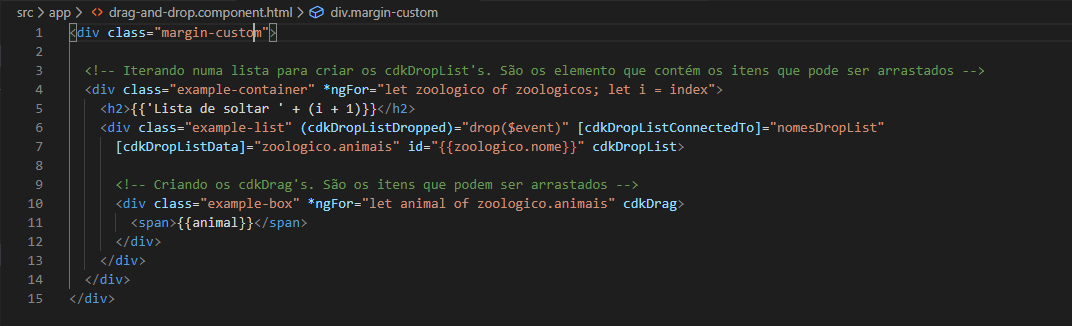 src > app > <> drag-and-drop.component.html > div.margin-custom
1 <div class="margin-custom">
2
3 <!-- Iterando numa lista para criar os cdkDropList's. São os elemento que contém os itens que pode ser arrastados -->
4 <div class="example-container" *ngFor="let zoologico of zoologicos; let i = index">
5 <h2>{{'Lista de soltar ' + (i + 1)}}</h2>
6 <div class="example-list" (cdkDropListDropped)="drop($event)" [cdkDropListConnectedTo]="nomesDropList"
7 [cdkDropListData]="zoologico.animais" id="{{zoologico.nome}}" cdkDropList>
8
9 <!-- Criando os cdkDrag's. São os itens que podem ser arrastados -->
10 <div class="example-box" *ngFor="let animal of zoologico.animais" cdkDrag>
11 <span>{{animal}}</span>
12 </div>
13 </div>
14 </div>
15 </div>